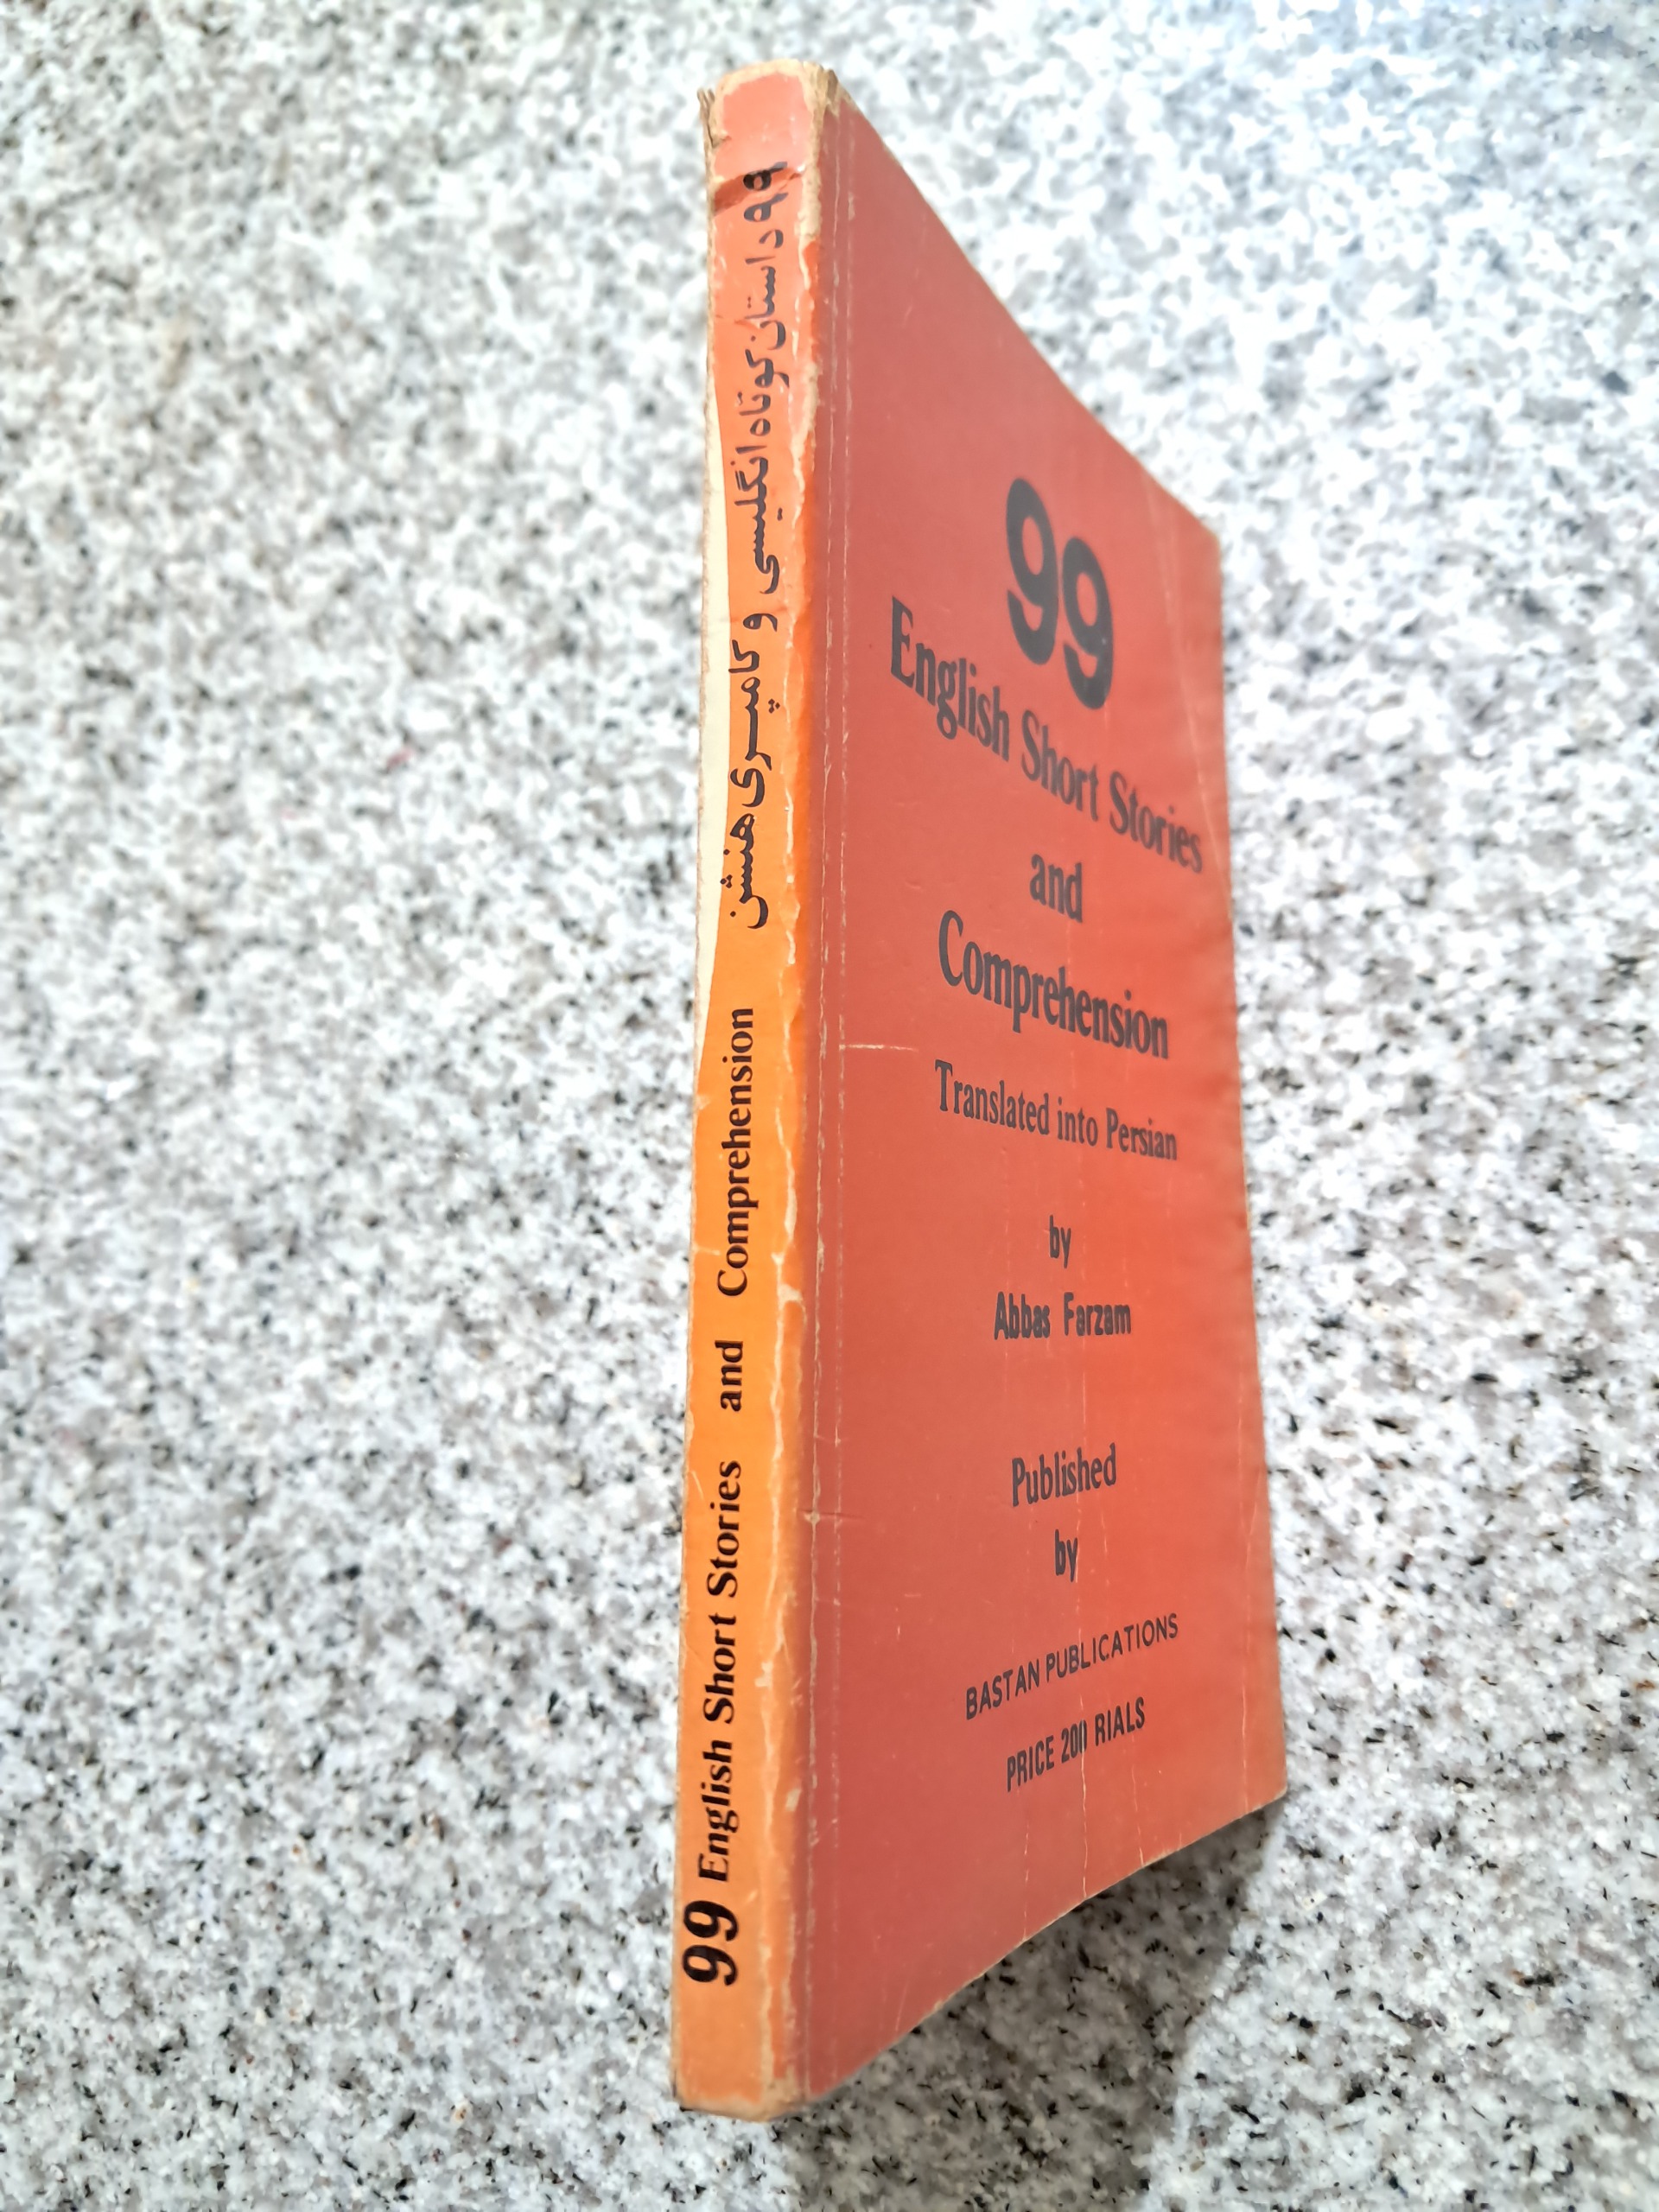 ۹۹ داستان کوتاه انگلیسی و کامپری هنشن
99 English Short Stories and Comprehension
99
English Short Stories
and
Comprehension
Translated into Persian
by
Abbas Farzam
Published
by
BASTAN PUBLICATIONS
PRICE 200 RIALS